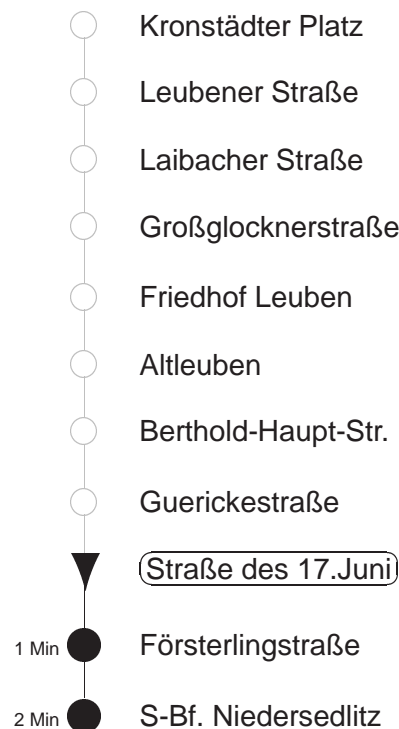 Kronstädter Platz
Leubener Straße
Laibacher Straße
Großglocknerstraße
Friedhof Leuben
Altleuben
Berthold-Haupt-Str.
Guerickestraße
Straße des 17.Juni
1 Min Försterlingstraße
2 Min S-Bf. Niedersedlitz